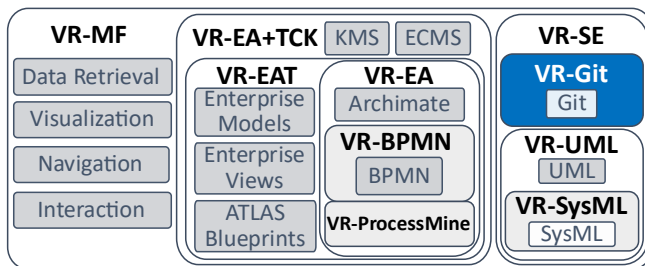 VR-MF
Data Retrieval
Visualization
Navigation
Interaction
VR-EA+TCK
KMS
ECMS
VR-EAT
Enterprise
Models
Enterprise
Views
ATLAS
Blueprints
VR-EA
Archimate
VR-BPMN
BPMN
VR-ProcessMine
VR-SE
VR-Git
Git
VR-UML
UML
VR-SysML
SysML